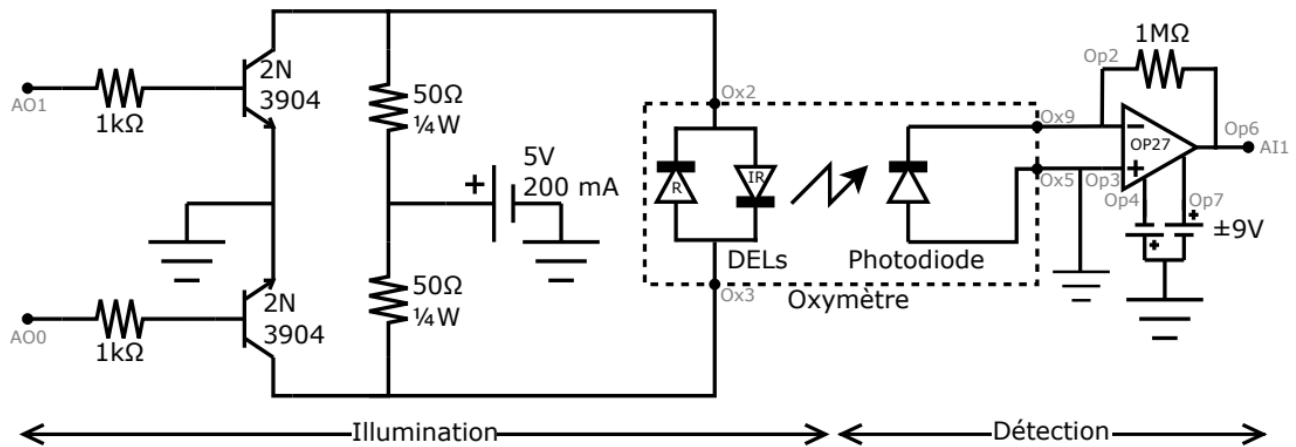 AO1
1kΩ
2N
3904
50Ω
¼W
5V
200 mA
+
50Ω
¼W
AO0
1kΩ
2N
3904
Ox2
R
IR
DELs
Photodiode
Ox3
Oxymètre
Ox9
Ox5
Op2
1MΩ
−
OP27
+
Op3
Op6
AI1
Op4
Op7
+
+
±9V
Illumination
Détection